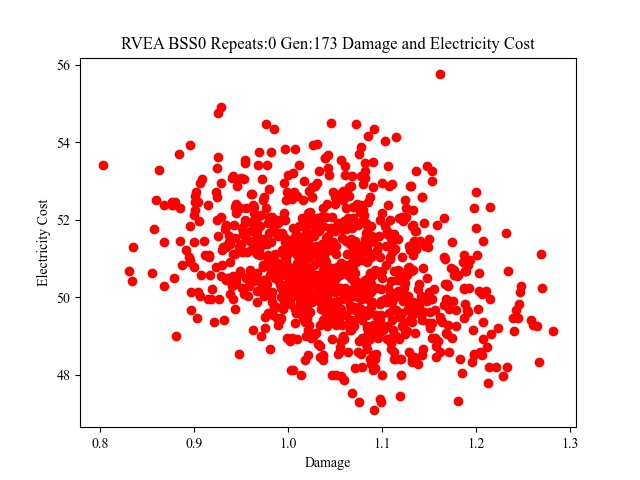 RVEA BSS0 Repeats:0 Gen:173 Damage and Electricity Cost
56
54
52
50
48
Electricity Cost
0.8 0.9 1.0 1.1 1.2 1.3
Damage